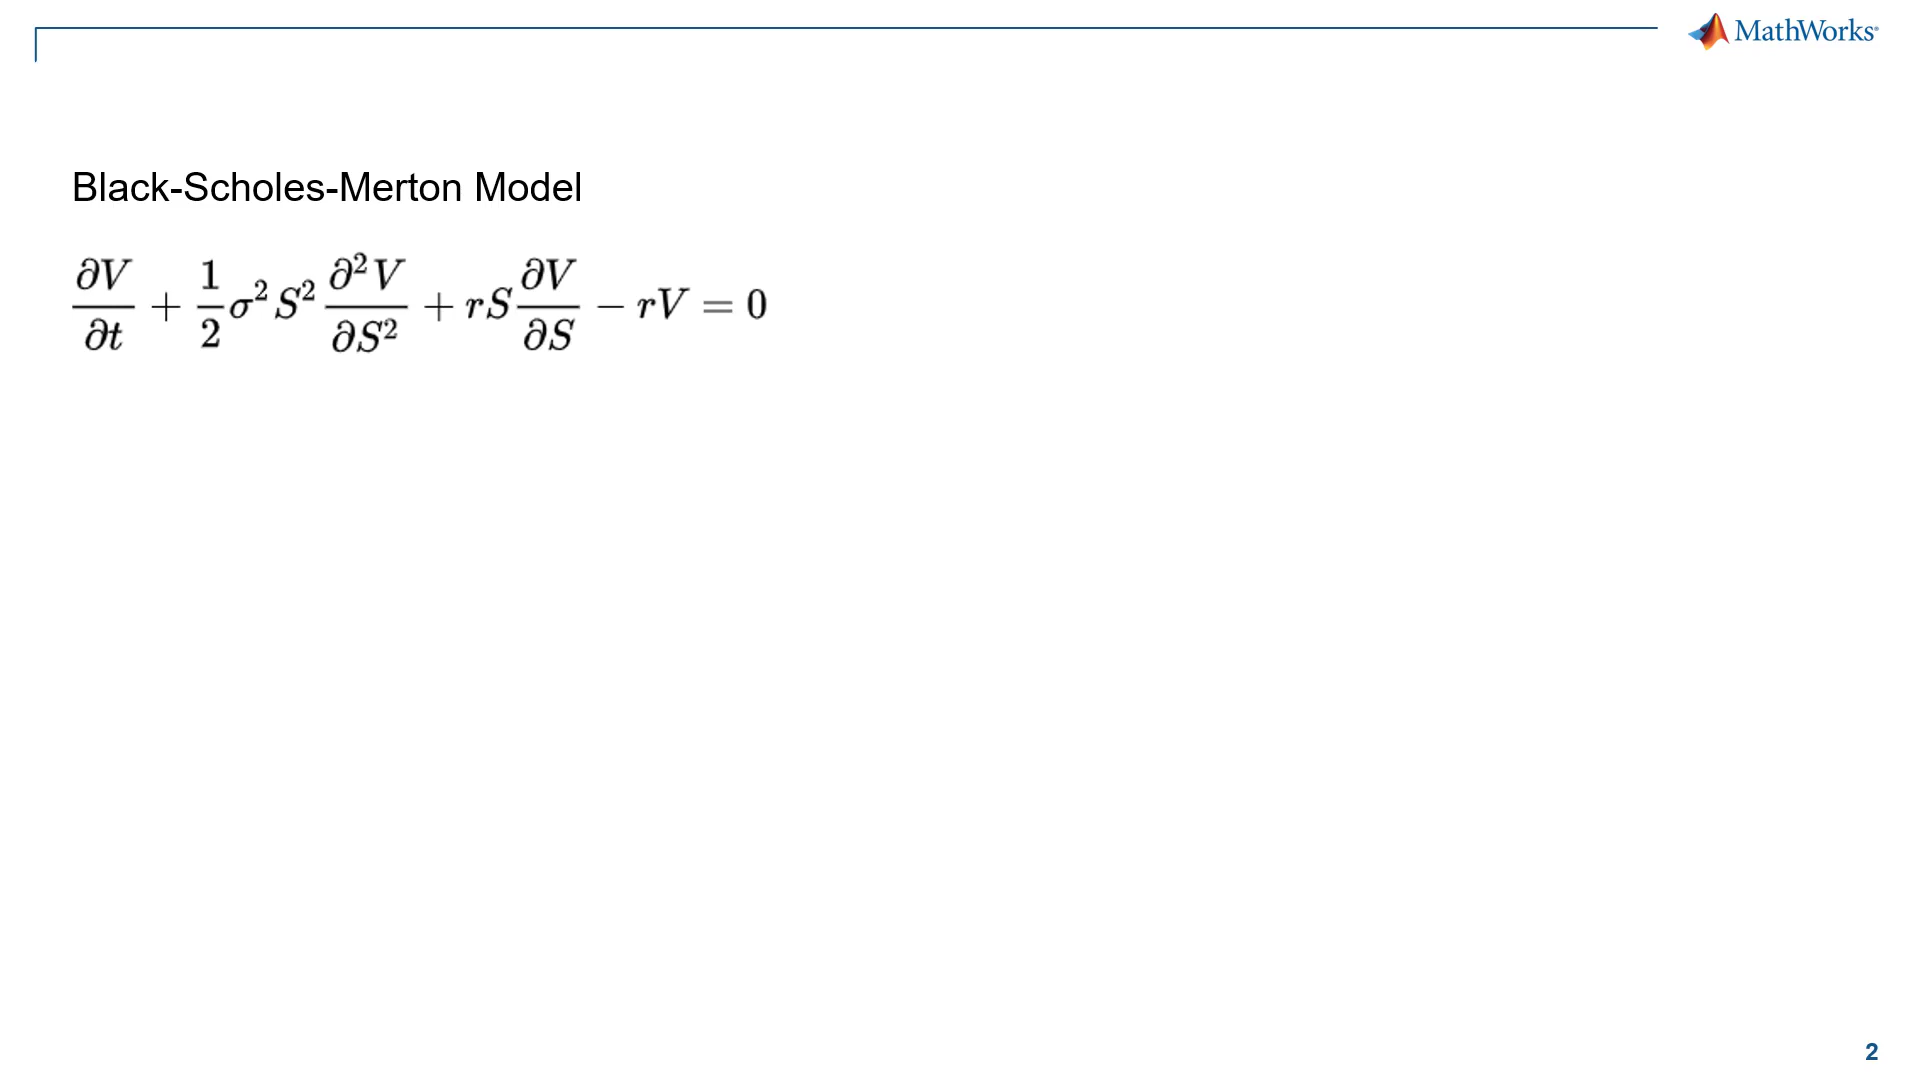 MathWorks®
Black-Scholes-Merton Model
∂V/∂t + 1/2 σ² S² ∂²V/∂S² + rS ∂V/∂S − rV = 0
2